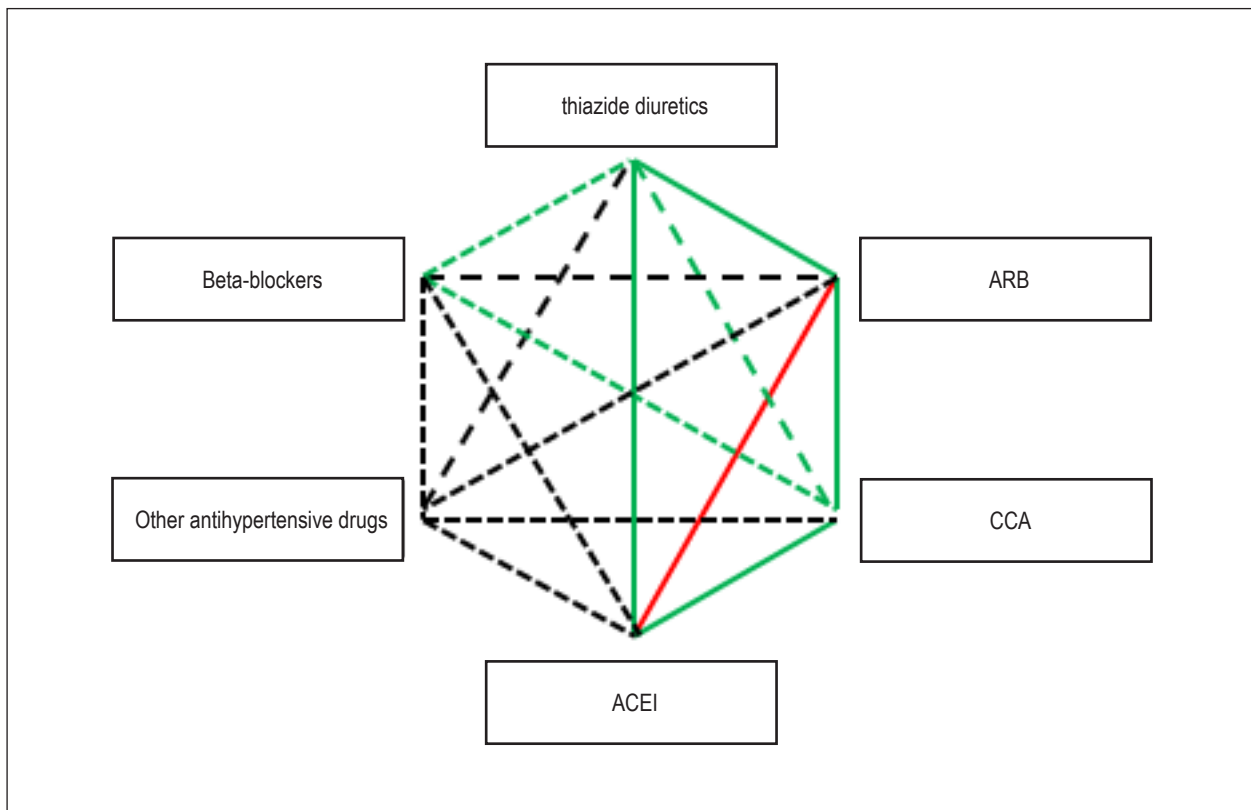 thiazide diuretics
Beta-blockers
ARB
Other antihypertensive drugs
CCA
ACEI